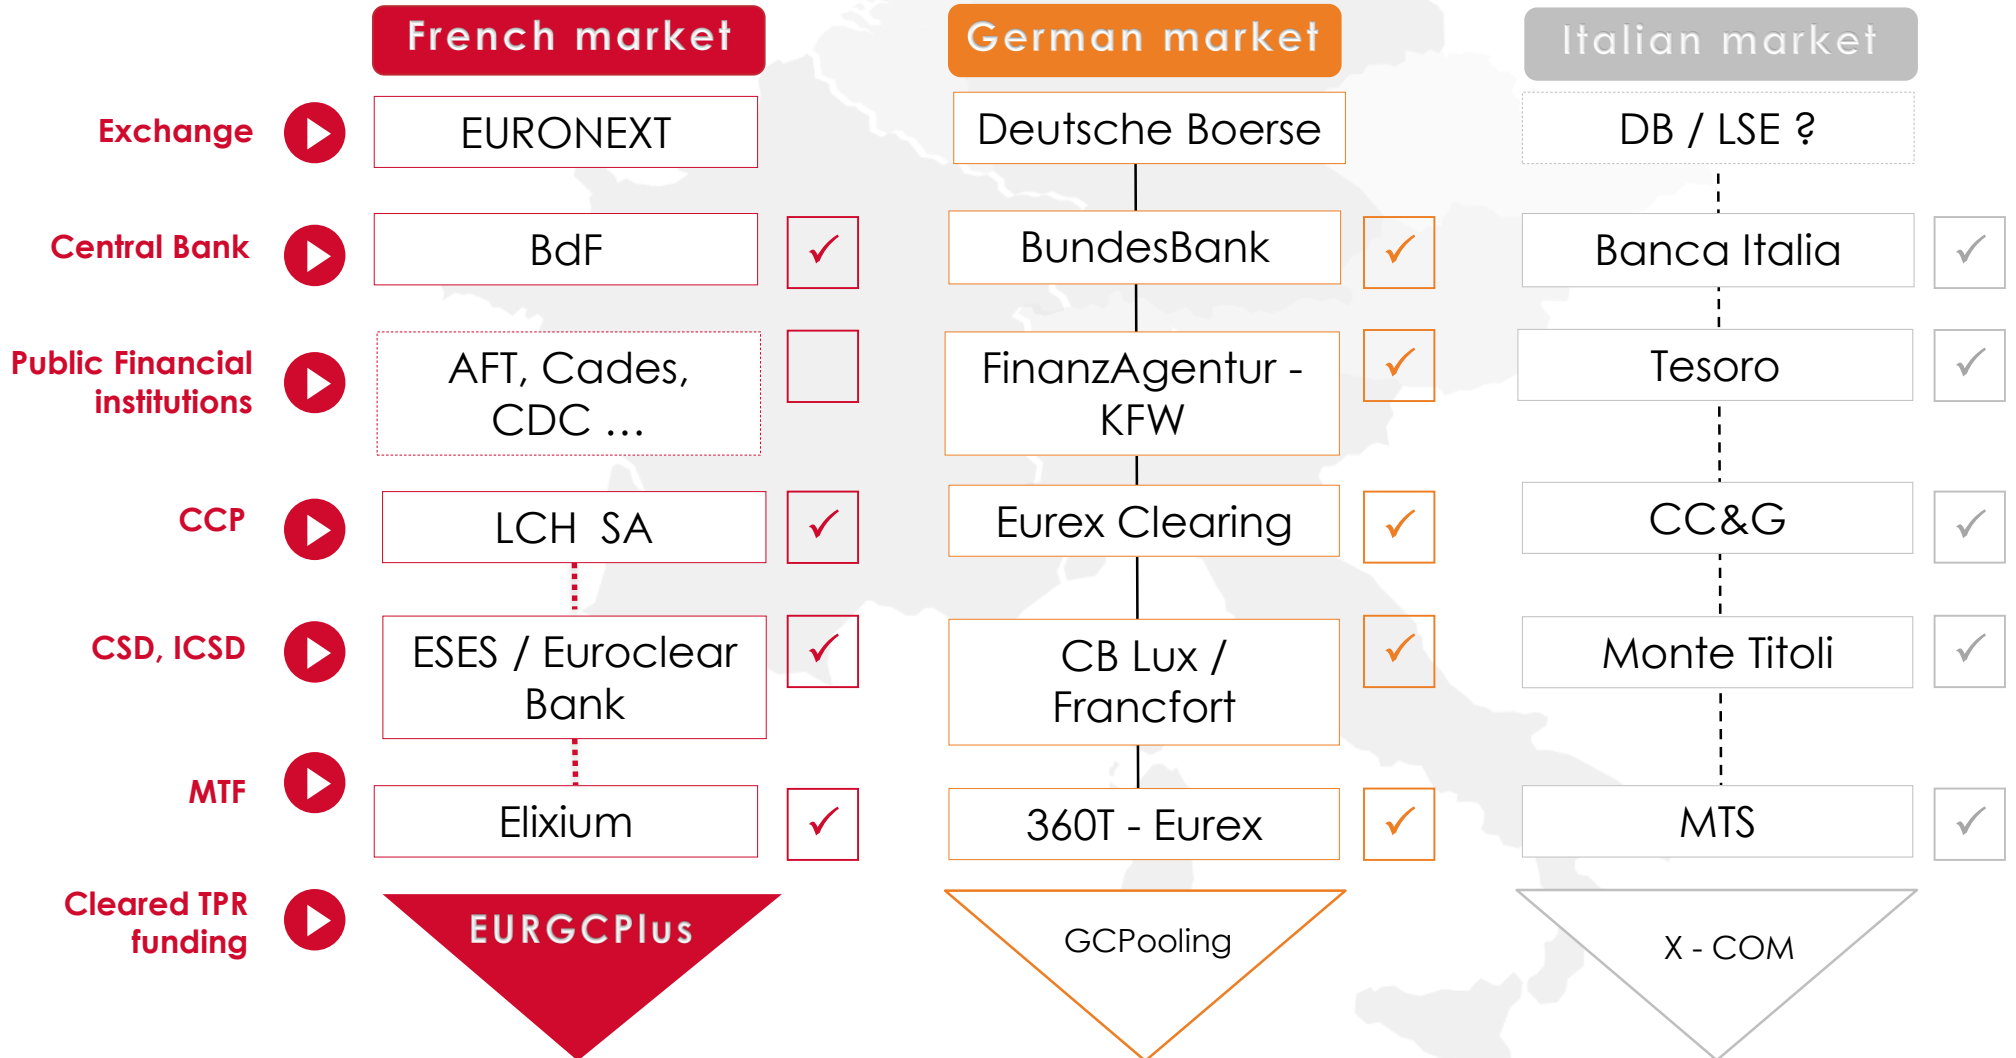 French market
German market
Italian market
Exchange
EURONEXT
Deutsche Boerse
DB / LSE ?
Central Bank
BdF
✓
BundesBank
✓
Banca Italia
✓
Public Financial
institutions
AFT, Cades,
CDC ...
FinanzAgentur -
KFW
✓
Tesoro
✓
CCP
LCH SA
✓
Eurex Clearing
✓
CC&G
✓
CSD, ICSD
ESES / Euroclear
Bank
✓
CB Lux /
Francfort
✓
Monte Titoli
✓
MTF
Elixium
✓
360T - Eurex
✓
MTS
✓
Cleared TPR
funding
EURGCPlus
GCPooling
X - COM